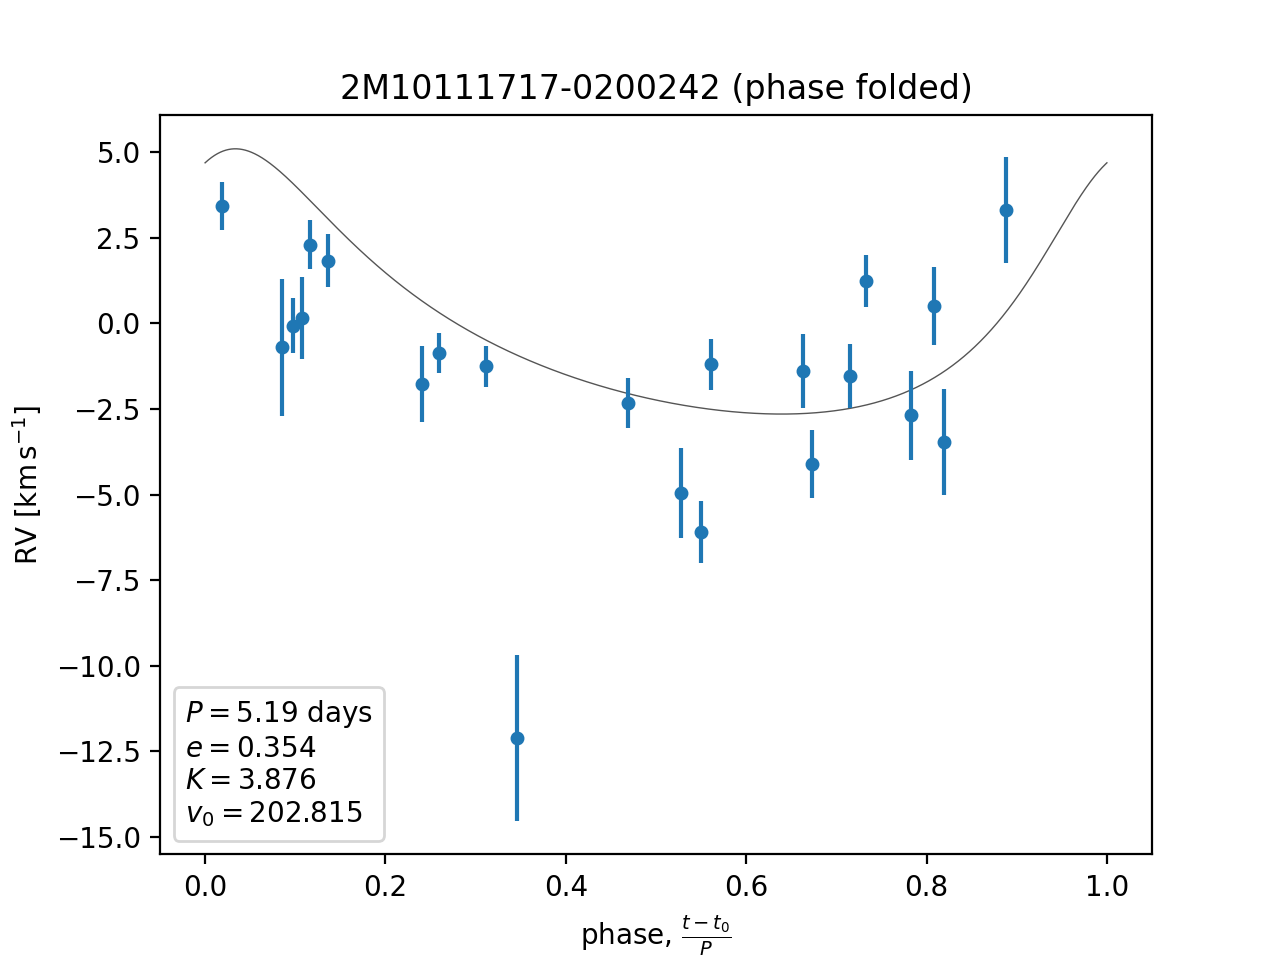 2M10111717-0200242 (phase folded)
RV [km s⁻¹]
5.0
2.5
0.0
−2.5
−5.0
−7.5
−10.0
−12.5
−15.0
P = 5.19 days
e = 0.354
K = 3.876
v₀ = 202.815
0.0 0.2 0.4 0.6 0.8 1.0
phase, (t − t₀)/P